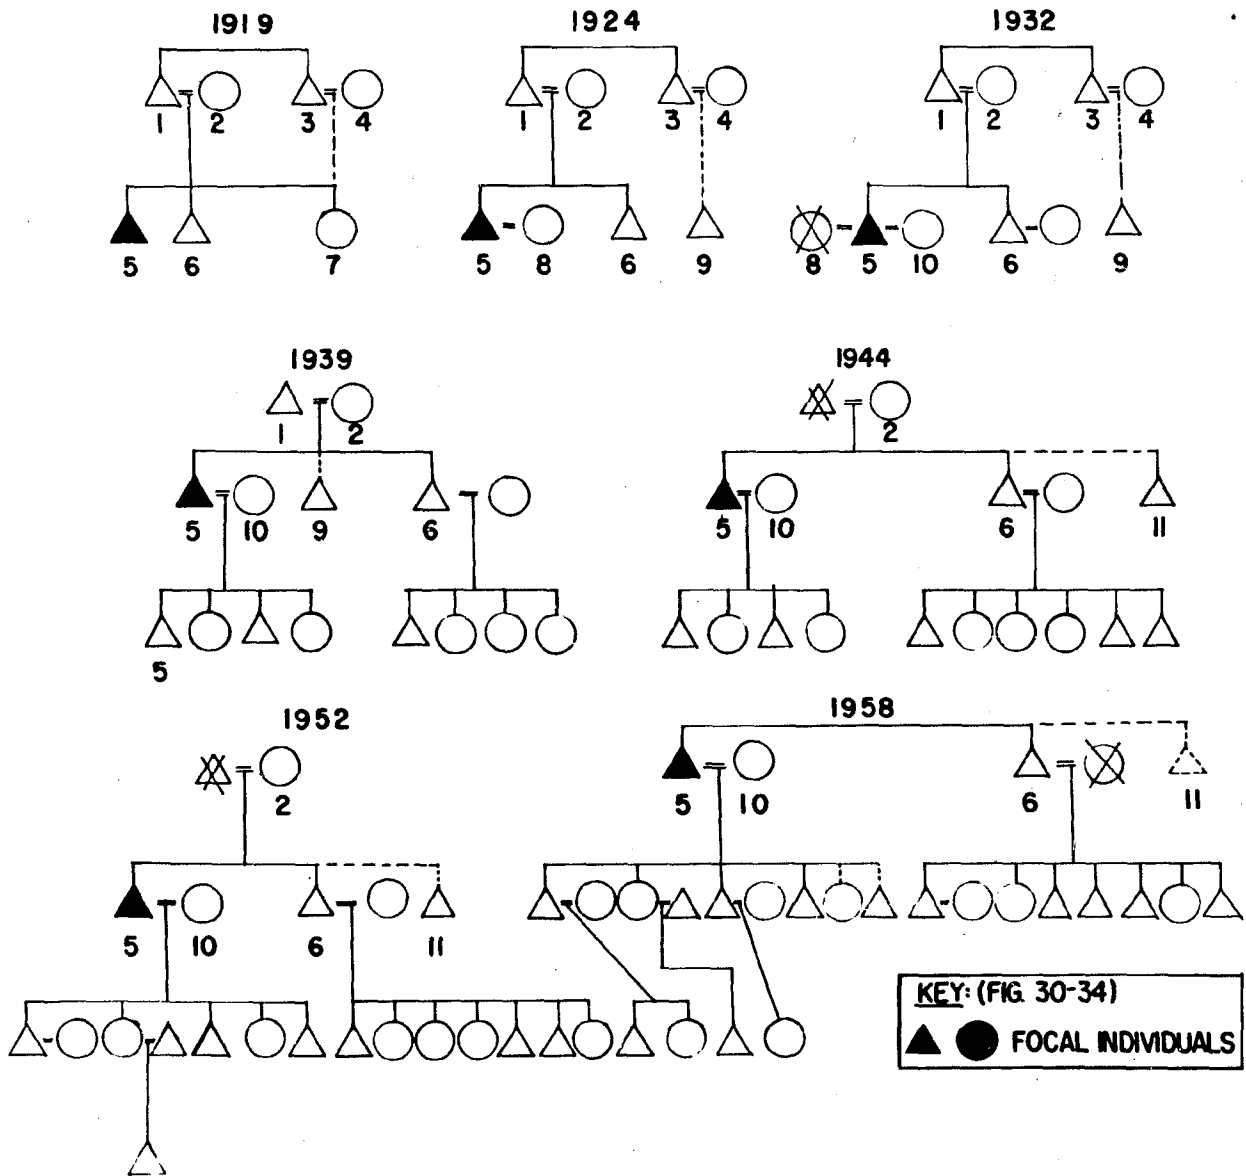 1919 1924 1932
1 2 3 4 1 2 3 4 1 2 3 4
5 6 7 5 8 6 9 8 5 10 6 9
1939 1944
1 2 2
5 10 9 6 5 10 6 11
5
1952 1958
2 5 10 6 11
5 10 6 11
KEY: (FIG. 30-34)
FOCAL INDIVIDUALS